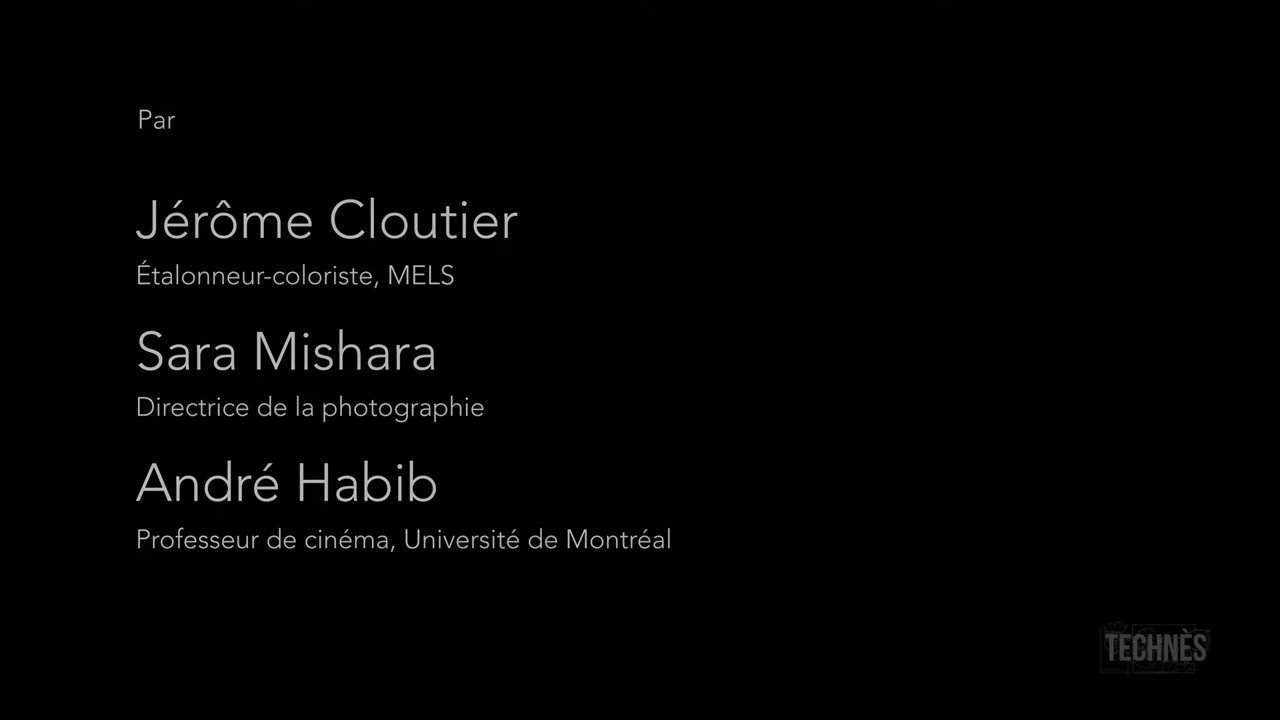 Par
Jérôme Cloutier
Étalonneur-coloriste, MELS
Sara Mishara
Directrice de la photographie
André Habib
Professeur de cinéma, Université de Montréal
TECHNÈS